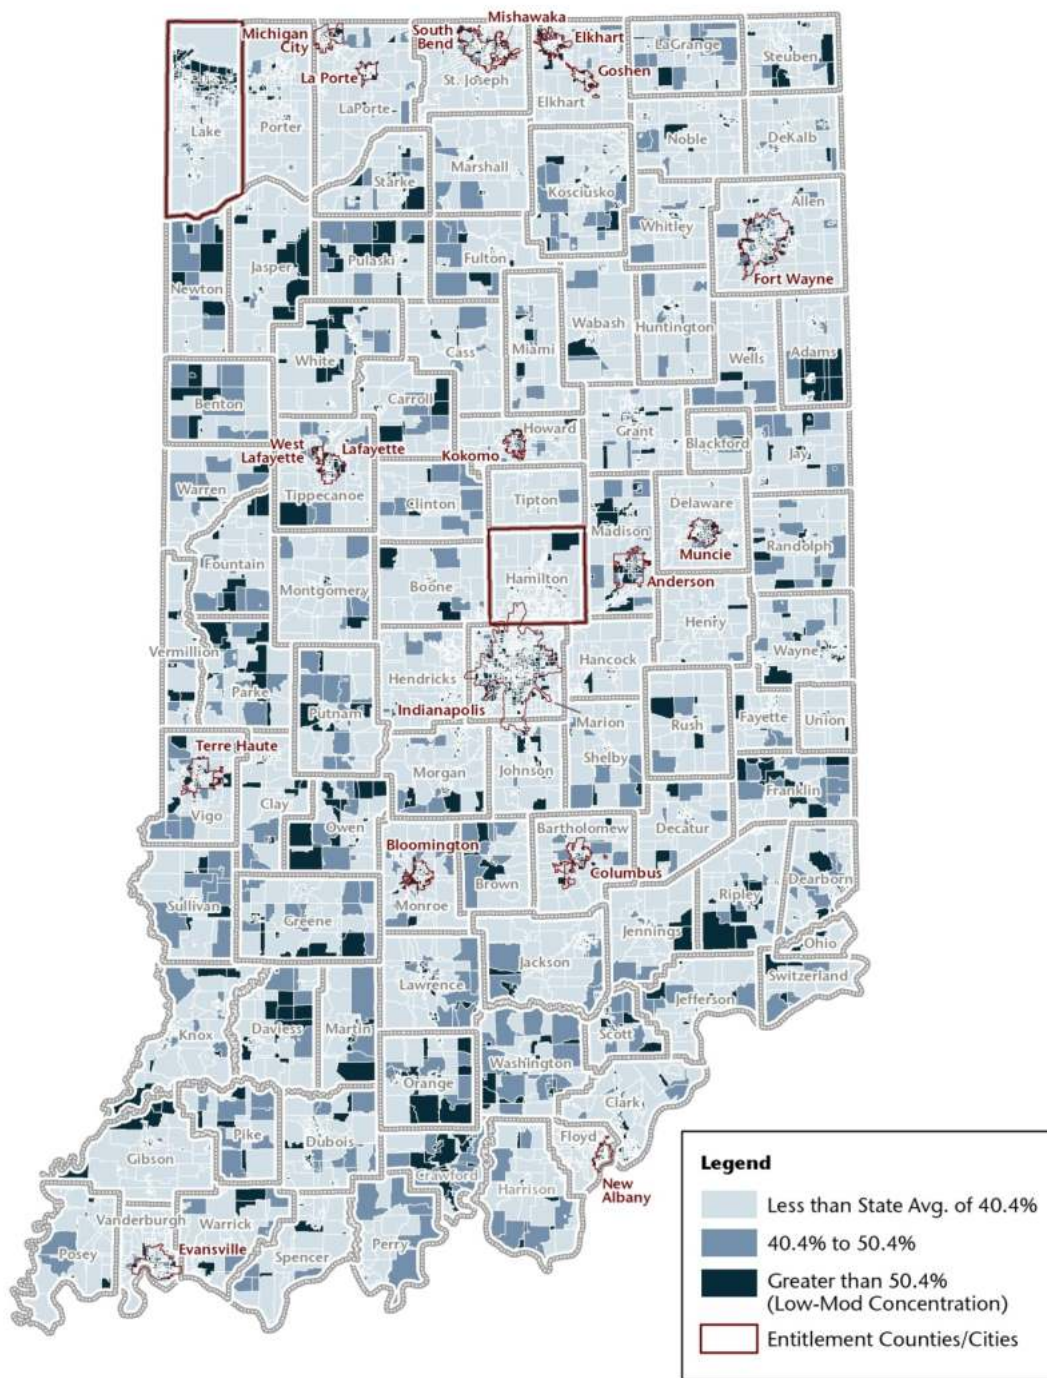 Michigan
City
La Porte
South
Bend
Mishawaka
Elkhart
Goshen
LaGrange
Steuben
Lake
Porter
LaPorte
St. Joseph
Elkhart
Noble
DeKalb
Starke
Marshall
Kosciusko
Whitley
Allen
Fort Wayne
Newton
Jasper
Pulaski
Fulton
Wabash
Huntington
Wells
Adams
White
Cass
Miami
Benton
Carroll
Howard
Kokomo
Grant
Blackford
Jay
West
Lafayette
Lafayette
Warren
Tippecanoe
Clinton
Tipton
Madison
Delaware
Muncie
Randolph
Fountain
Montgomery
Boone
Hamilton
Anderson
Henry
Wayne
Vermillion
Parke
Putnam
Hendricks
Indianapolis
Hancock
Marion
Rush
Fayette
Union
Terre Haute
Vigo
Clay
Owen
Morgan
Johnson
Shelby
Decatur
Franklin
Bloomington
Monroe
Brown
Bartholomew
Columbus
Dearborn
Ripley
Ohio
Sullivan
Greene
Jennings
Switzerland
Jackson
Lawrence
Jefferson
Knox
Daviess
Martin
Scott
Washington
Orange
Clark
Gibson
Pike
Dubois
Crawford
Floyd
New
Albany
Harrison
Posey
Vanderburgh
Warrick
Evansville
Spencer
Perry
Legend
Less than State Avg. of 40.4%
40.4% to 50.4%
Greater than 50.4%
(Low-Mod Concentration)
Entitlement Counties/Cities